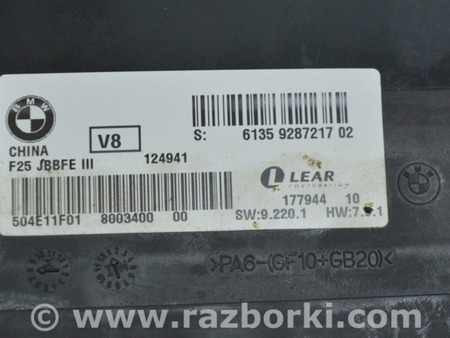 BMW
V8
S: 6135 9287217 02
CHINA
F25 JBBFE III 124941
LEAR
CORPORATION
177944 10
504E11F01 8003400 00
SW:9.220.1 HW:7.3.1
>PA6-(GF10+GB20)<
www.razborki.com